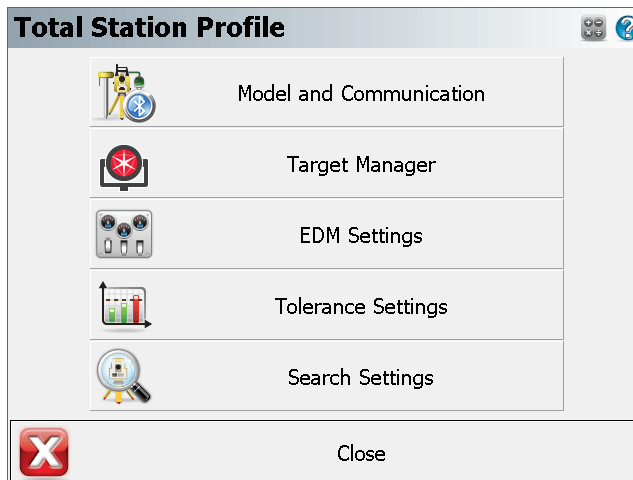 Total Station Profile
Model and Communication
Target Manager
EDM Settings
Tolerance Settings
Search Settings
Close